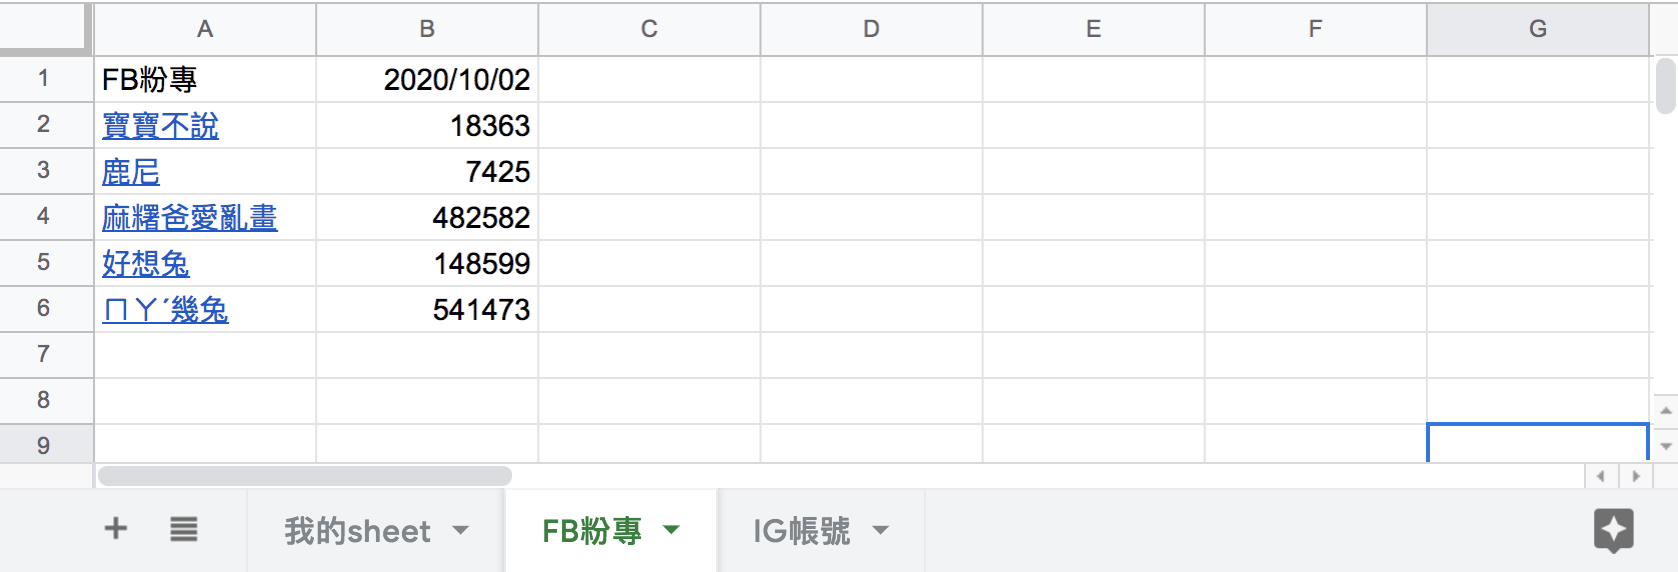 A B C D E F G
1 FB粉專 2020/10/02
2 寶寶不說 18363
3 鹿尼 7425
4 麻糬爸愛亂畫 482582
5 好想兔 148599
6 ㄇㄚˊ幾兔 541473
7
8
9
我的sheet FB粉專 IG帳號